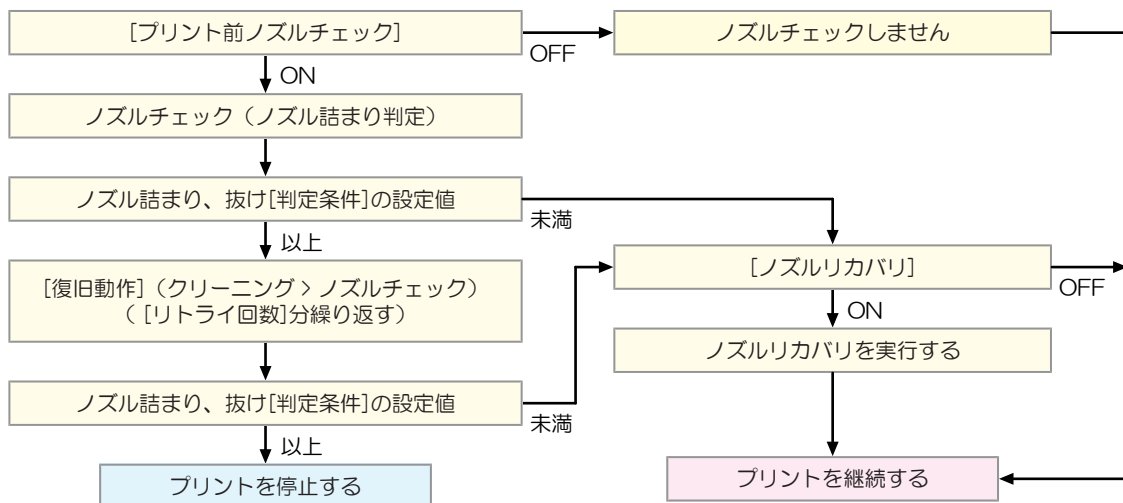 [プリント前ノズルチェック]
OFF
ノズルチェックしません
ON
ノズルチェック（ノズル詰まり判定）
ノズル詰まり、抜け[判定条件]の設定値
未満
以上
[復旧動作]（クリーニング > ノズルチェック）
（ [リトライ回数]分繰り返す）
[ノズルリカバリ]
OFF
ON
ノズルリカバリを実行する
ノズル詰まり、抜け[判定条件]の設定値
未満
以上
プリントを停止する
プリントを継続する